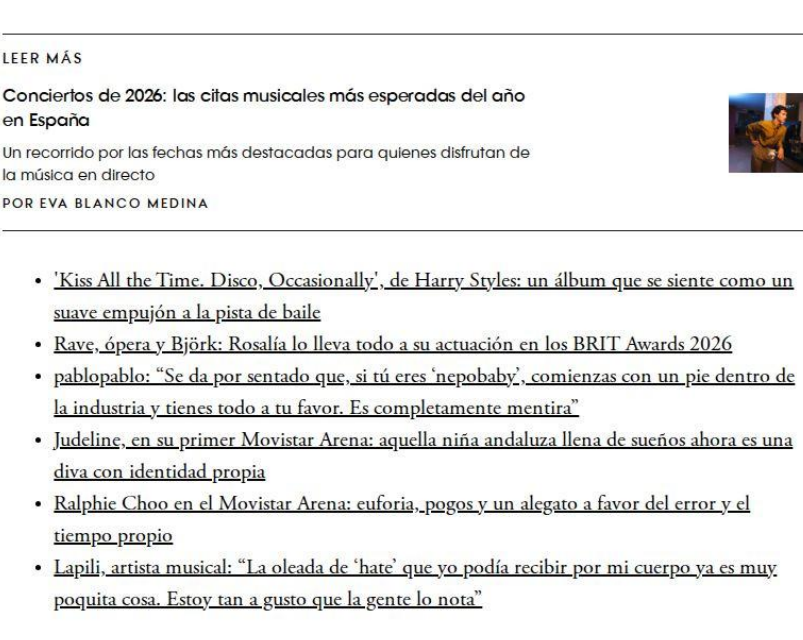 LEER MÁS
Conciertos de 2026: las citas musicales más esperadas del año
en España
Un recorrido por las fechas más destacadas para quienes disfrutan de
la música en directo
POR EVA BLANCO MEDINA
• 'Kiss All the Time. Disco, Occasionally', de Harry Styles: un álbum que se siente como un
suave empujón a la pista de baile
• Rave, ópera y Björk: Rosalía lo lleva todo a su actuación en los BRIT Awards 2026
• pablopablo: “Se da por sentado que, si tú eres ‘nepobaby’, comienzas con un pie dentro de
la industria y tienes todo a tu favor. Es completamente mentira”
• Judeline, en su primer Movistar Arena: aquella niña andaluza llena de sueños ahora es una
diva con identidad propia
• Ralphie Choo en el Movistar Arena: euforia, pogos y un alegato a favor del error y el
tiempo propio
• Lapili, artista musical: “La oleada de ‘hate’ que yo podía recibir por mi cuerpo ya es muy
poquita cosa. Estoy tan a gusto que la gente lo nota”